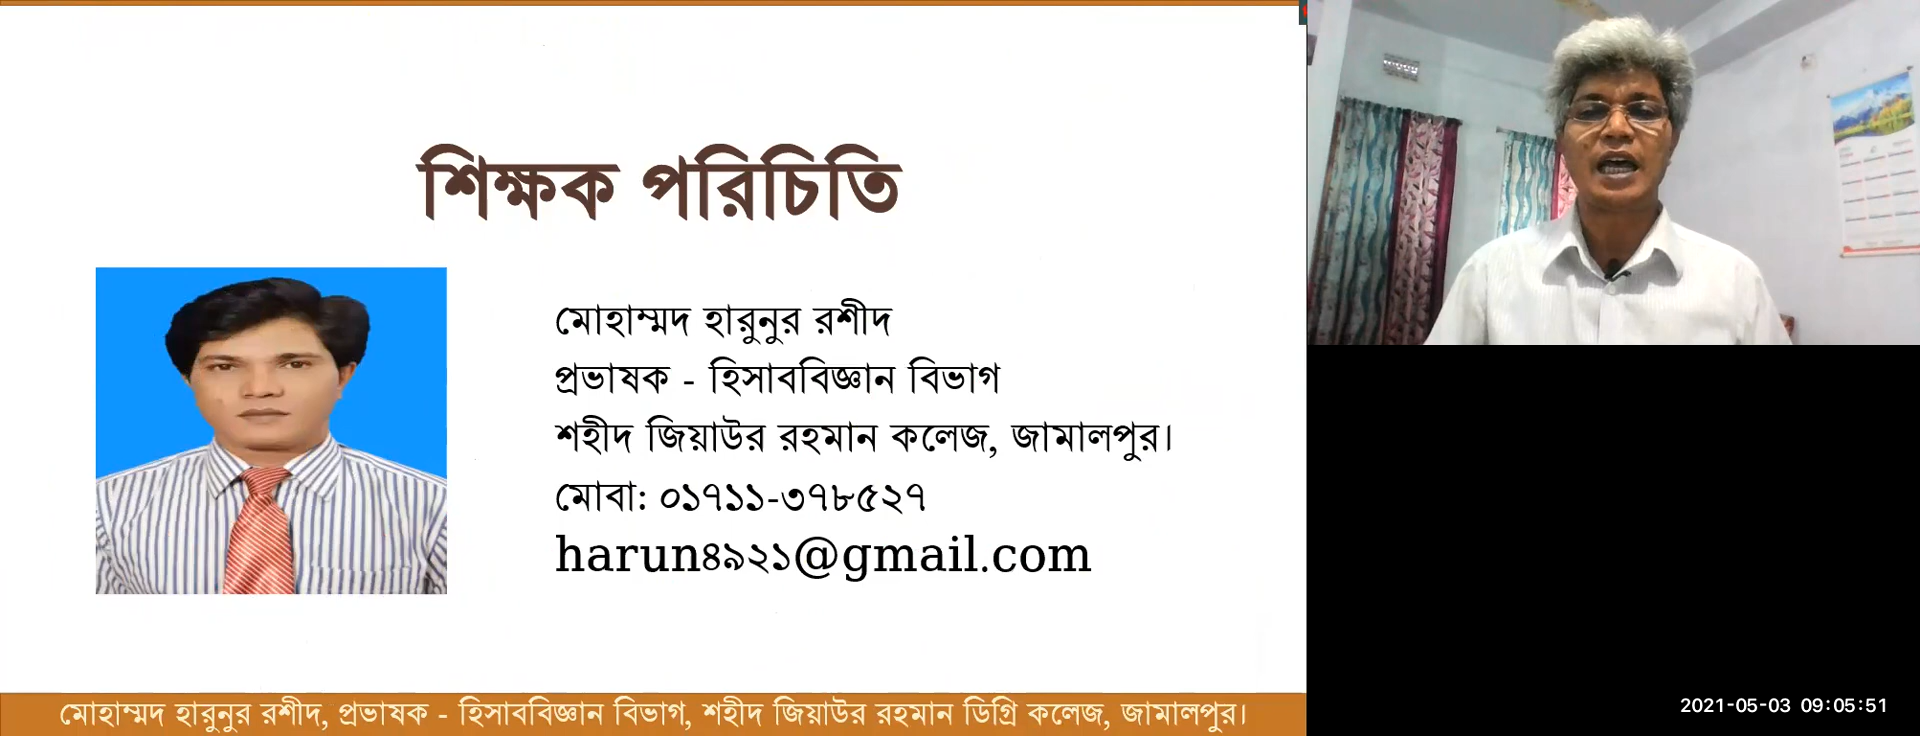 শিক্ষক পরিচিতি
মোহাম্মদ হারুনুর রশীদ
প্রভাষক - হিসাববিজ্ঞান বিভাগ
শহীদ জিয়াউর রহমান কলেজ, জামালপুর।
মোবা: ০১৭১১-৩৭৮৫২৭
harun৪৯২১@gmail.com
মোহাম্মদ হারুনুর রশীদ, প্রভাষক - হিসাববিজ্ঞান বিভাগ, শহীদ জিয়াউর রহমান ডিগ্রি কলেজ, জামালপুর।
2021-05-03 09:05:51